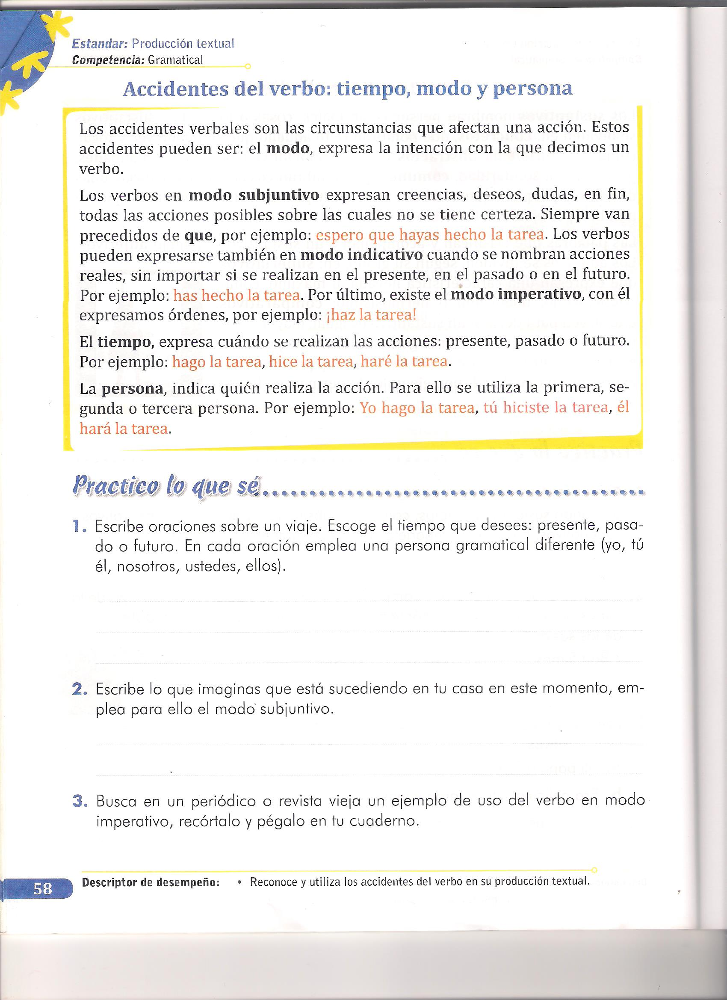 Estandar: Producción textual
Competencia: Gramatical
Accidentes del verbo: tiempo, modo y persona
Los accidentes verbales son las circunstancias que afectan una acción. Estos
accidentes pueden ser: el modo, expresa la intención con la que decimos un
verbo.
Los verbos en modo subjuntivo expresan creencias, deseos, dudas, en fin,
todas las acciones posibles sobre las cuales no se tiene certeza. Siempre van
precedidos de que, por ejemplo: espero que hayas hecho la tarea. Los verbos
pueden expresarse también en modo indicativo cuando se nombran acciones
reales, sin importar si se realizan en el presente, en el pasado o en el futuro.
Por ejemplo: has hecho la tarea. Por último, existe el modo imperativo, con él
expresamos órdenes, por ejemplo: ¡haz la tarea!
El tiempo, expresa cuándo se realizan las acciones: presente, pasado o futuro.
Por ejemplo: hago la tarea, hice la tarea, haré la tarea.
La persona, indica quién realiza la acción. Para ello se utiliza la primera, se-
gunda o tercera persona. Por ejemplo: Yo hago la tarea, tú hiciste la tarea, él
hará la tarea.
Practico lo que sé
1. Escribe oraciones sobre un viaje. Escoge el tiempo que desees: presente, pasa-
do o futuro. En cada oración emplea una persona gramatical diferente (yo, tú
él, nosotros, ustedes, ellos).
2. Escribe lo que imaginas que está sucediendo en tu casa en este momento, em-
plea para ello el modo subjuntivo.
3. Busca en un periódico o revista vieja un ejemplo de uso del verbo en modo
imperativo, recórtalo y pégalo en tu cuaderno.
58 Descriptor de desempeño: • Reconoce y utiliza los accidentes del verbo en su producción textual.